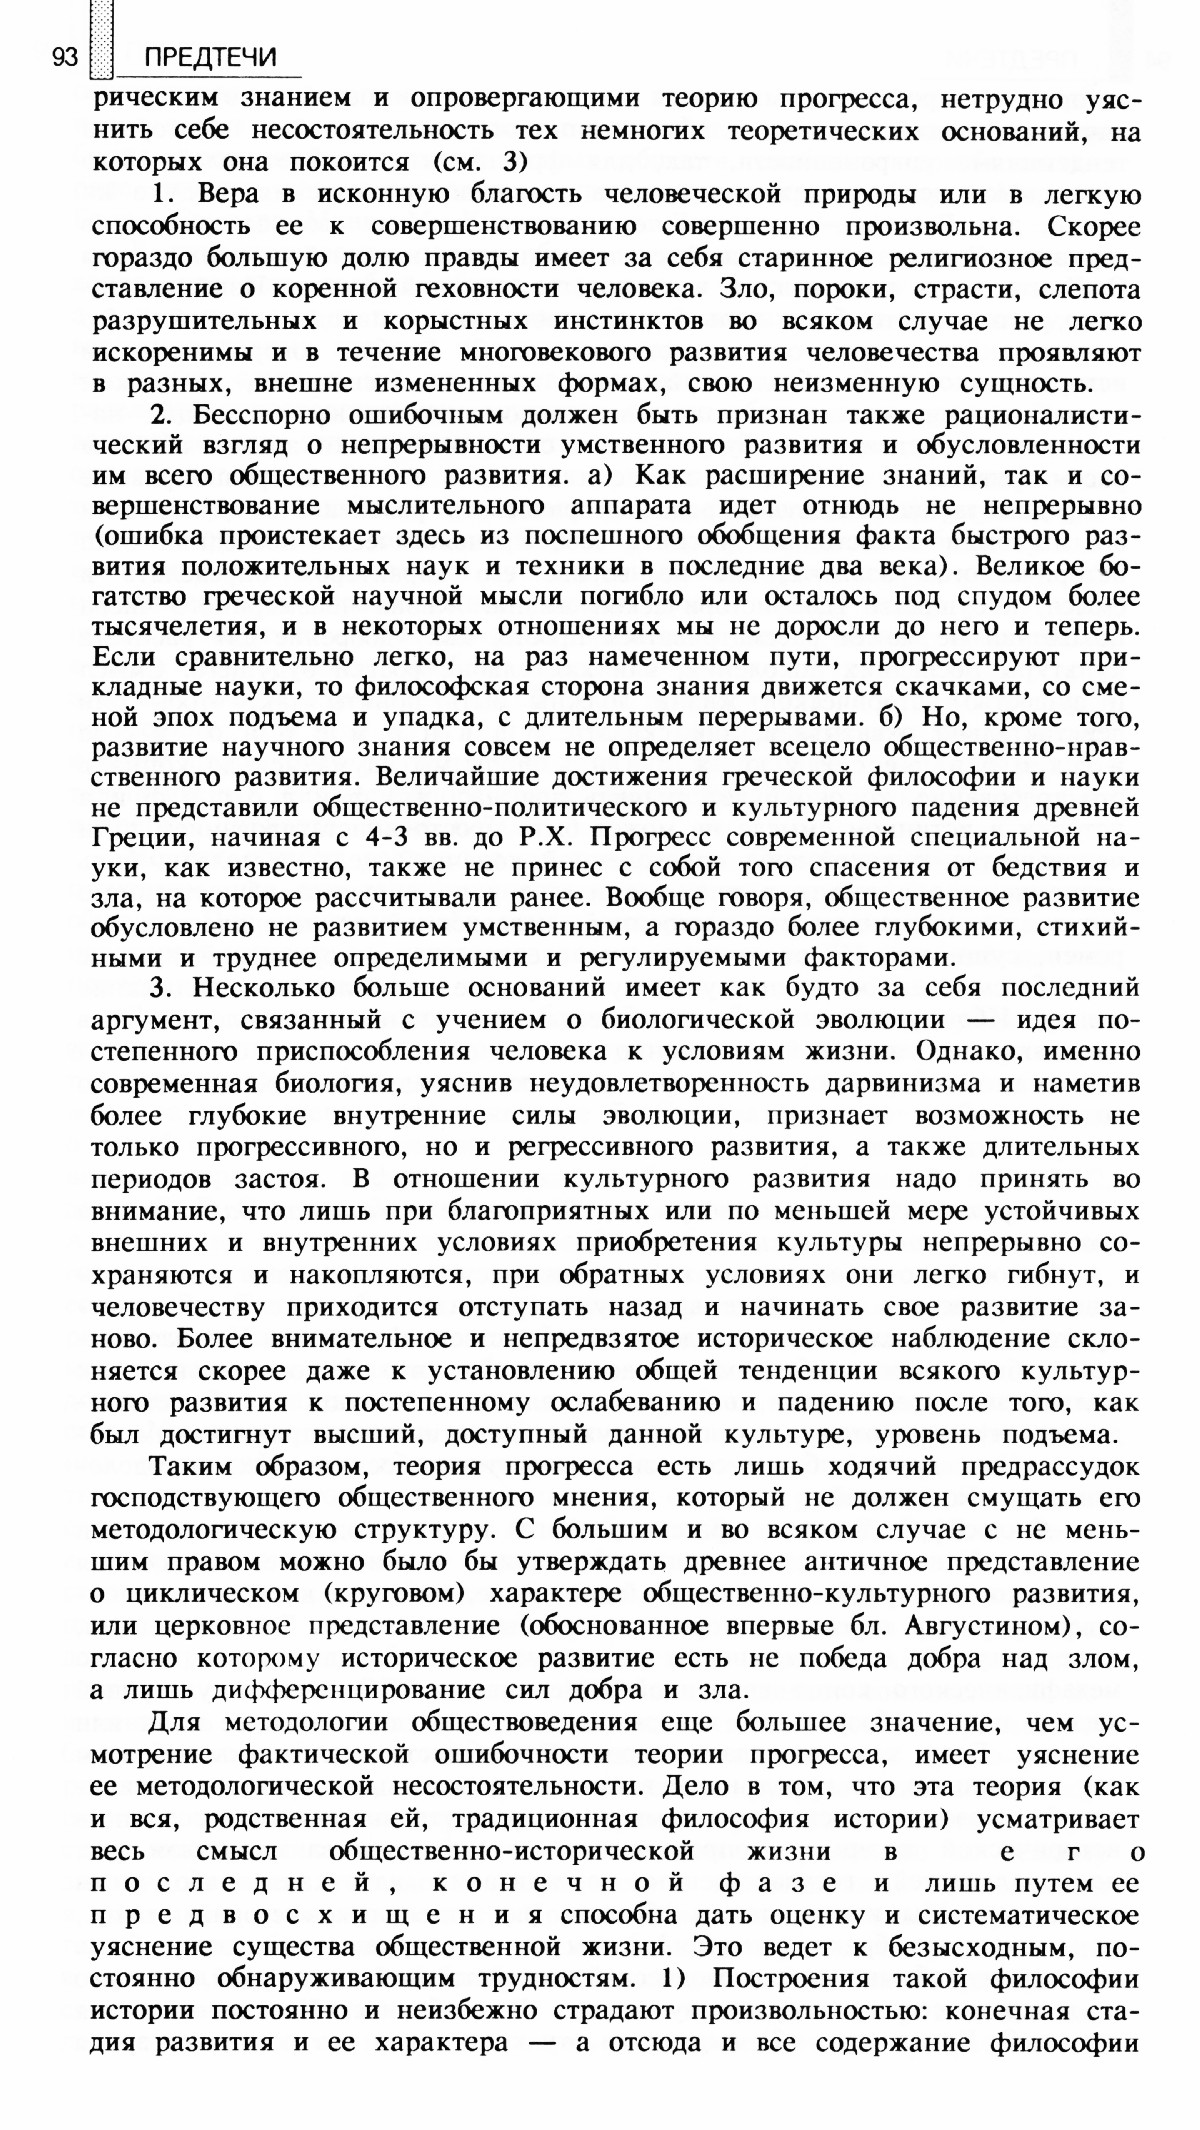 93 ПРЕДТЕЧИ
рическим знанием и опровергающими теорию прогресса, нетрудно уяс-
нить себе несостоятельность тех немногих теоретических оснований, на
которых она покоится (см. 3)
1. Вера в исконную благость человеческой природы или в легкую
способность ее к совершенствованию совершенно произвольна. Скорее
гораздо большую долю правды имеет за себя старинное религиозное пред-
ставление о коренной геховности человека. Зло, пороки, страсти, слепота
разрушительных и корыстных инстинктов во всяком случае не легко
искоренимы и в течение многовекового развития человечества проявляют
в разных, внешне измененных формах, свою неизменную сущность.
2. Бесспорно ошибочным должен быть признан также рационалисти-
ческий взгляд о непрерывности умственного развития и обусловленности
им всего общественного развития. а) Как расширение знаний, так и со-
вершенствование мыслительного аппарата идет отнюдь не непрерывно
(ошибка проистекает здесь из поспешного обобщения факта быстрого раз-
вития положительных наук и техники в последние два века). Великое бо-
гатство греческой научной мысли погибло или осталось под спудом более
тысячелетия, и в некоторых отношениях мы не доросли до него и теперь.
Если сравнительно легко, на раз намеченном пути, прогрессируют при-
кладные науки, то философская сторона знания движется скачками, со сме-
ной эпох подъема и упадка, с длительным перерывами. б) Но, кроме того,
развитие научного знания совсем не определяет всецело общественно-нрав-
ственного развития. Величайшие достижения греческой философии и науки
не представили общественно-политического и культурного падения древней
Греции, начиная с 4-3 вв. до Р.Х. Прогресс современной специальной на-
уки, как известно, также не принес с собой того спасения от бедствия и
зла, на которое рассчитывали ранее. Вообще говоря, общественное развитие
обусловлено не развитием умственным, а гораздо более глубокими, стихий-
ными и труднее определимыми и регулируемыми факторами.
3. Несколько больше оснований имеет как будто за себя последний
аргумент, связанный с учением о биологической эволюции — идея по-
степенного приспособления человека к условиям жизни. Однако, именно
современная биология, уяснив неудовлетворенность дарвинизма и наметив
более глубокие внутренние силы эволюции, признает возможность не
только прогрессивного, но и регрессивного развития, а также длительных
периодов застоя. В отношении культурного развития надо принять во
внимание, что лишь при благоприятных или по меньшей мере устойчивых
внешних и внутренних условиях приобретения культуры непрерывно со-
храняются и накопляются, при обратных условиях они легко гибнут, и
человечеству приходится отступать назад и начинать свое развитие за-
ново. Более внимательное и непредвзятое историческое наблюдение скло-
няется скорее даже к установлению общей тенденции всякого культур-
ного развития к постепенному ослабеванию и падению после того, как
был достигнут высший, доступный данной культуре, уровень подъема.
Таким образом, теория прогресса есть лишь ходячий предрассудок
господствующего общественного мнения, который не должен смущать его
методологическую структуру. С большим и во всяком случае с не мень-
шим правом можно было бы утверждать древнее античное представление
о циклическом (круговом) характере общественно-культурного развития,
или церковное представление (обоснованное впервые бл. Августином), со-
гласно которому историческое развитие есть не победа добра над злом,
а лишь дифференцирование сил добра и зла.
Для методологии обществоведения еще большее значение, чем ус-
мотрение фактической ошибочности теории прогресса, имеет уяснение
ее методологической несостоятельности. Дело в том, что эта теория (как
и вся, родственная ей, традиционная философия истории) усматривает
весь смысл общественно-исторической жизни в е г о
п о с л е д н е й , к о н е ч н о й ф а з е и лишь путем ее
п р е д в о с х и щ е н и я способна дать оценку и систематическое
уяснение существа общественной жизни. Это ведет к безысходным, по-
стоянно обнаруживающим трудностям. 1) Построения такой философии
истории постоянно и неизбежно страдают произвольностью: конечная ста-
дия развития и ее характера — а отсюда и все содержание философии